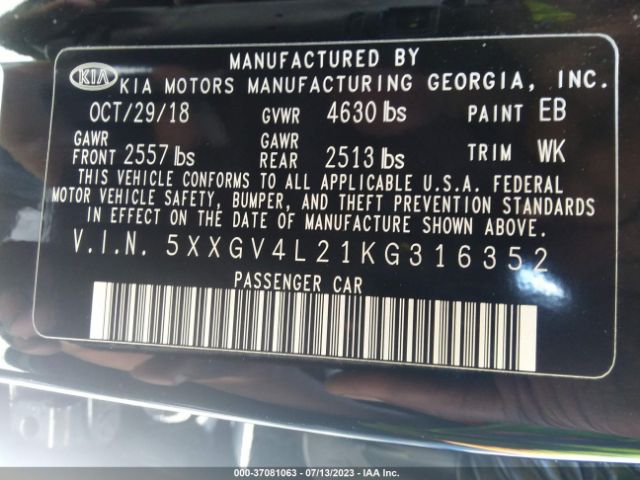 MANUFACTURED BY
KIA KIA MOTORS MANUFACTURING GEORGIA, INC.
OCT/29/18 GVWR 4630 lbs PAINT EB
GAWR FRONT 2557 lbs GAWR REAR 2513 lbs TRIM WK
THIS VEHICLE CONFORMS TO ALL APPLICABLE U.S.A. FEDERAL
MOTOR VEHICLE SAFETY, BUMPER, AND THEFT PREVENTION STANDARDS
IN EFFECT ON THE DATE OF MANUFACTURE SHOWN ABOVE.
V.I.N. 5XXGV4L21KG316352
PASSENGER CAR
000-37081063 - 07/13/2023 - IAA Inc.